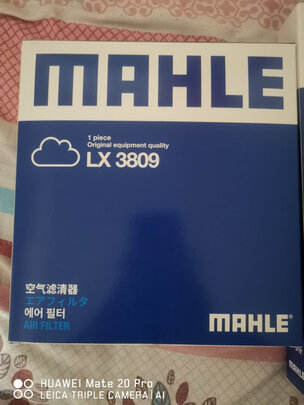 MAHLE
1 piece
Original equipment quality
LX 3809
空气滤清器
エアフィルタ
에어 필터
AIR FILTER
MAHLE
HUAWEI Mate 20 Pro
LEICA TRIPLE CAMERA | AI